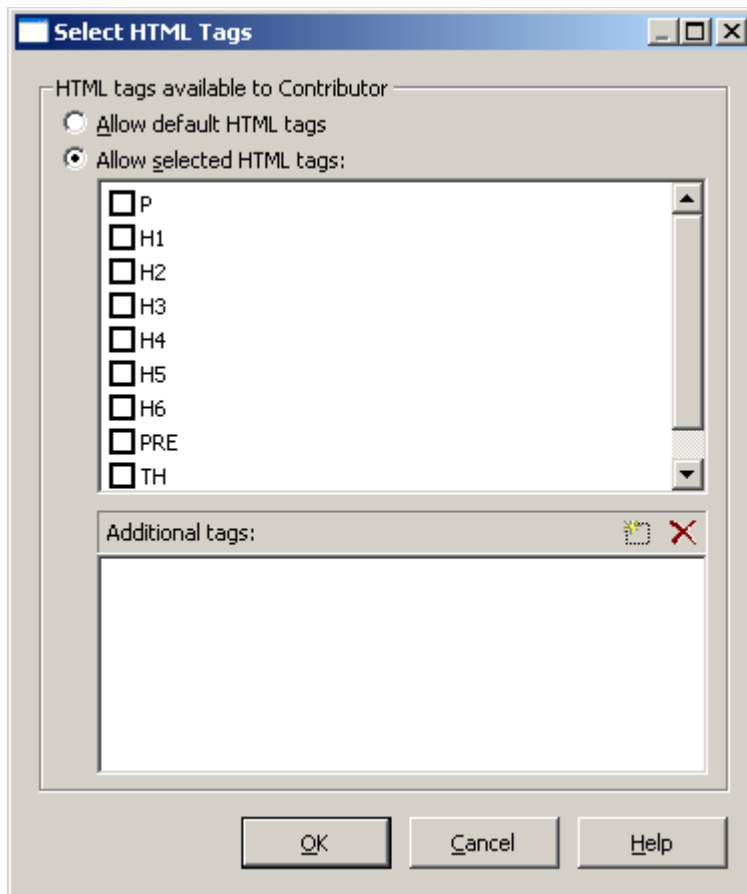 Select HTML Tags
HTML tags available to Contributor
Allow default HTML tags
Allow selected HTML tags:
P
H1
H2
H3
H4
H5
H6
PRE
TH
Additional tags:
OK Cancel Help